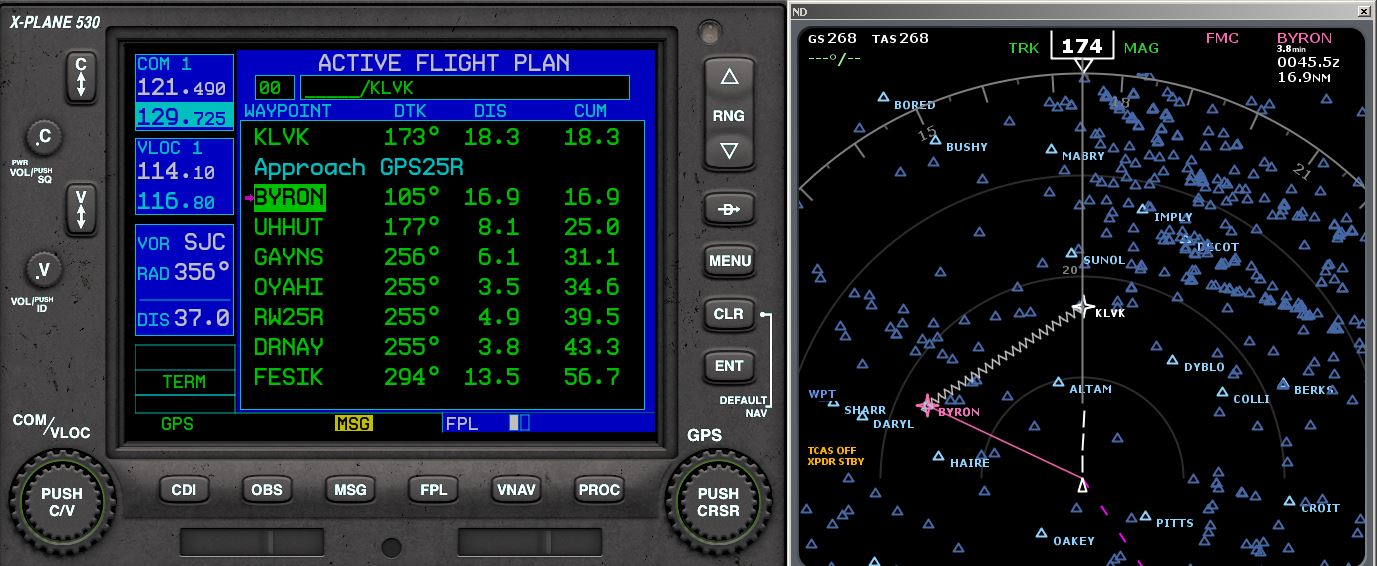 X-PLANE 530
C
.C
PWR
VOL/PUSH
SQ
V
.V
VOL/PUSH
ID
COM/VLOC
PUSH
C/V
COM 1
121.490
129.725
VLOC 1
114.10
116.80
VOR SJC
RAD 356°
DIS 37.0
TERM
GPS
ACTIVE FLIGHT PLAN
00 _____/KLVK
WAYPOINT DTK DIS CUM
KLVK 173° 18.3 18.3
Approach GPS25R
BYRON 105° 16.9 16.9
UHHUT 177° 8.1 25.0
GAYNS 256° 6.1 31.1
OYAHI 255° 3.5 34.6
RW25R 255° 4.9 39.5
DRNAY 255° 3.8 43.3
FESIK 294° 13.5 56.7
MSG
FPL
RNG
D
MENU
CLR
ENT
DEFAULT
NAV
GPS
PUSH
CRSR
CDI OBS MSG FPL VNAV PROC
ND
GS 268 TAS 268
---°/--
TRK 174 MAG
FMC
BYRON
3.8min
0045.5z
16.9NM
BORED
15
18
BUSHY
MABRY
21
IMPLY
OSCOT
SUNOL
20
KLVK
DYBLO
ALTAM
BERKS
COLLI
WPT
SHARR
BYRON
DARYL
TCAS OFF
XPDR STBY
HAIRE
CROIT
PITTS
OAKEY